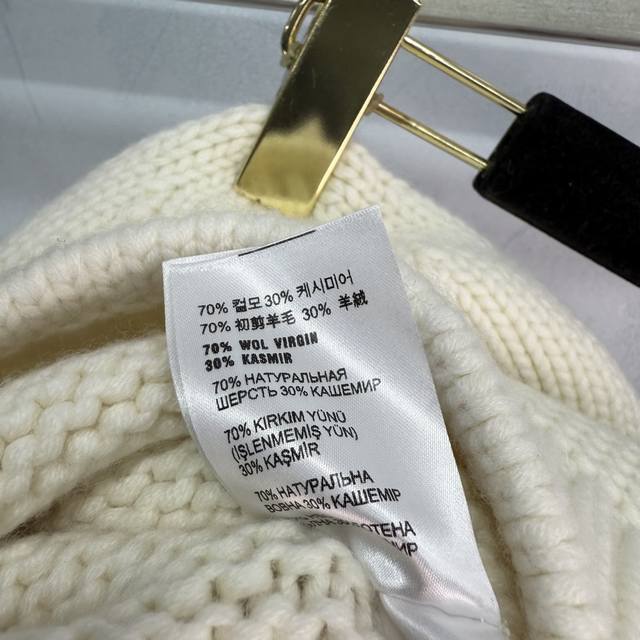 70% 컬모 30% 케시미어
70% 初剪羊毛 30% 羊絨
70% WOL VIRGIN
30% KASMIR
70% НАТУРАЛЬНАЯ
ШЕРСТЬ 30% КАШЕМИР
70% KIRKIM YÜNÜ
(İŞLENMEMİŞ YÜN)
30% KAŞMİR
70% НАТУРАЛЬНА
ВОВНА 30% КАШЕМІР